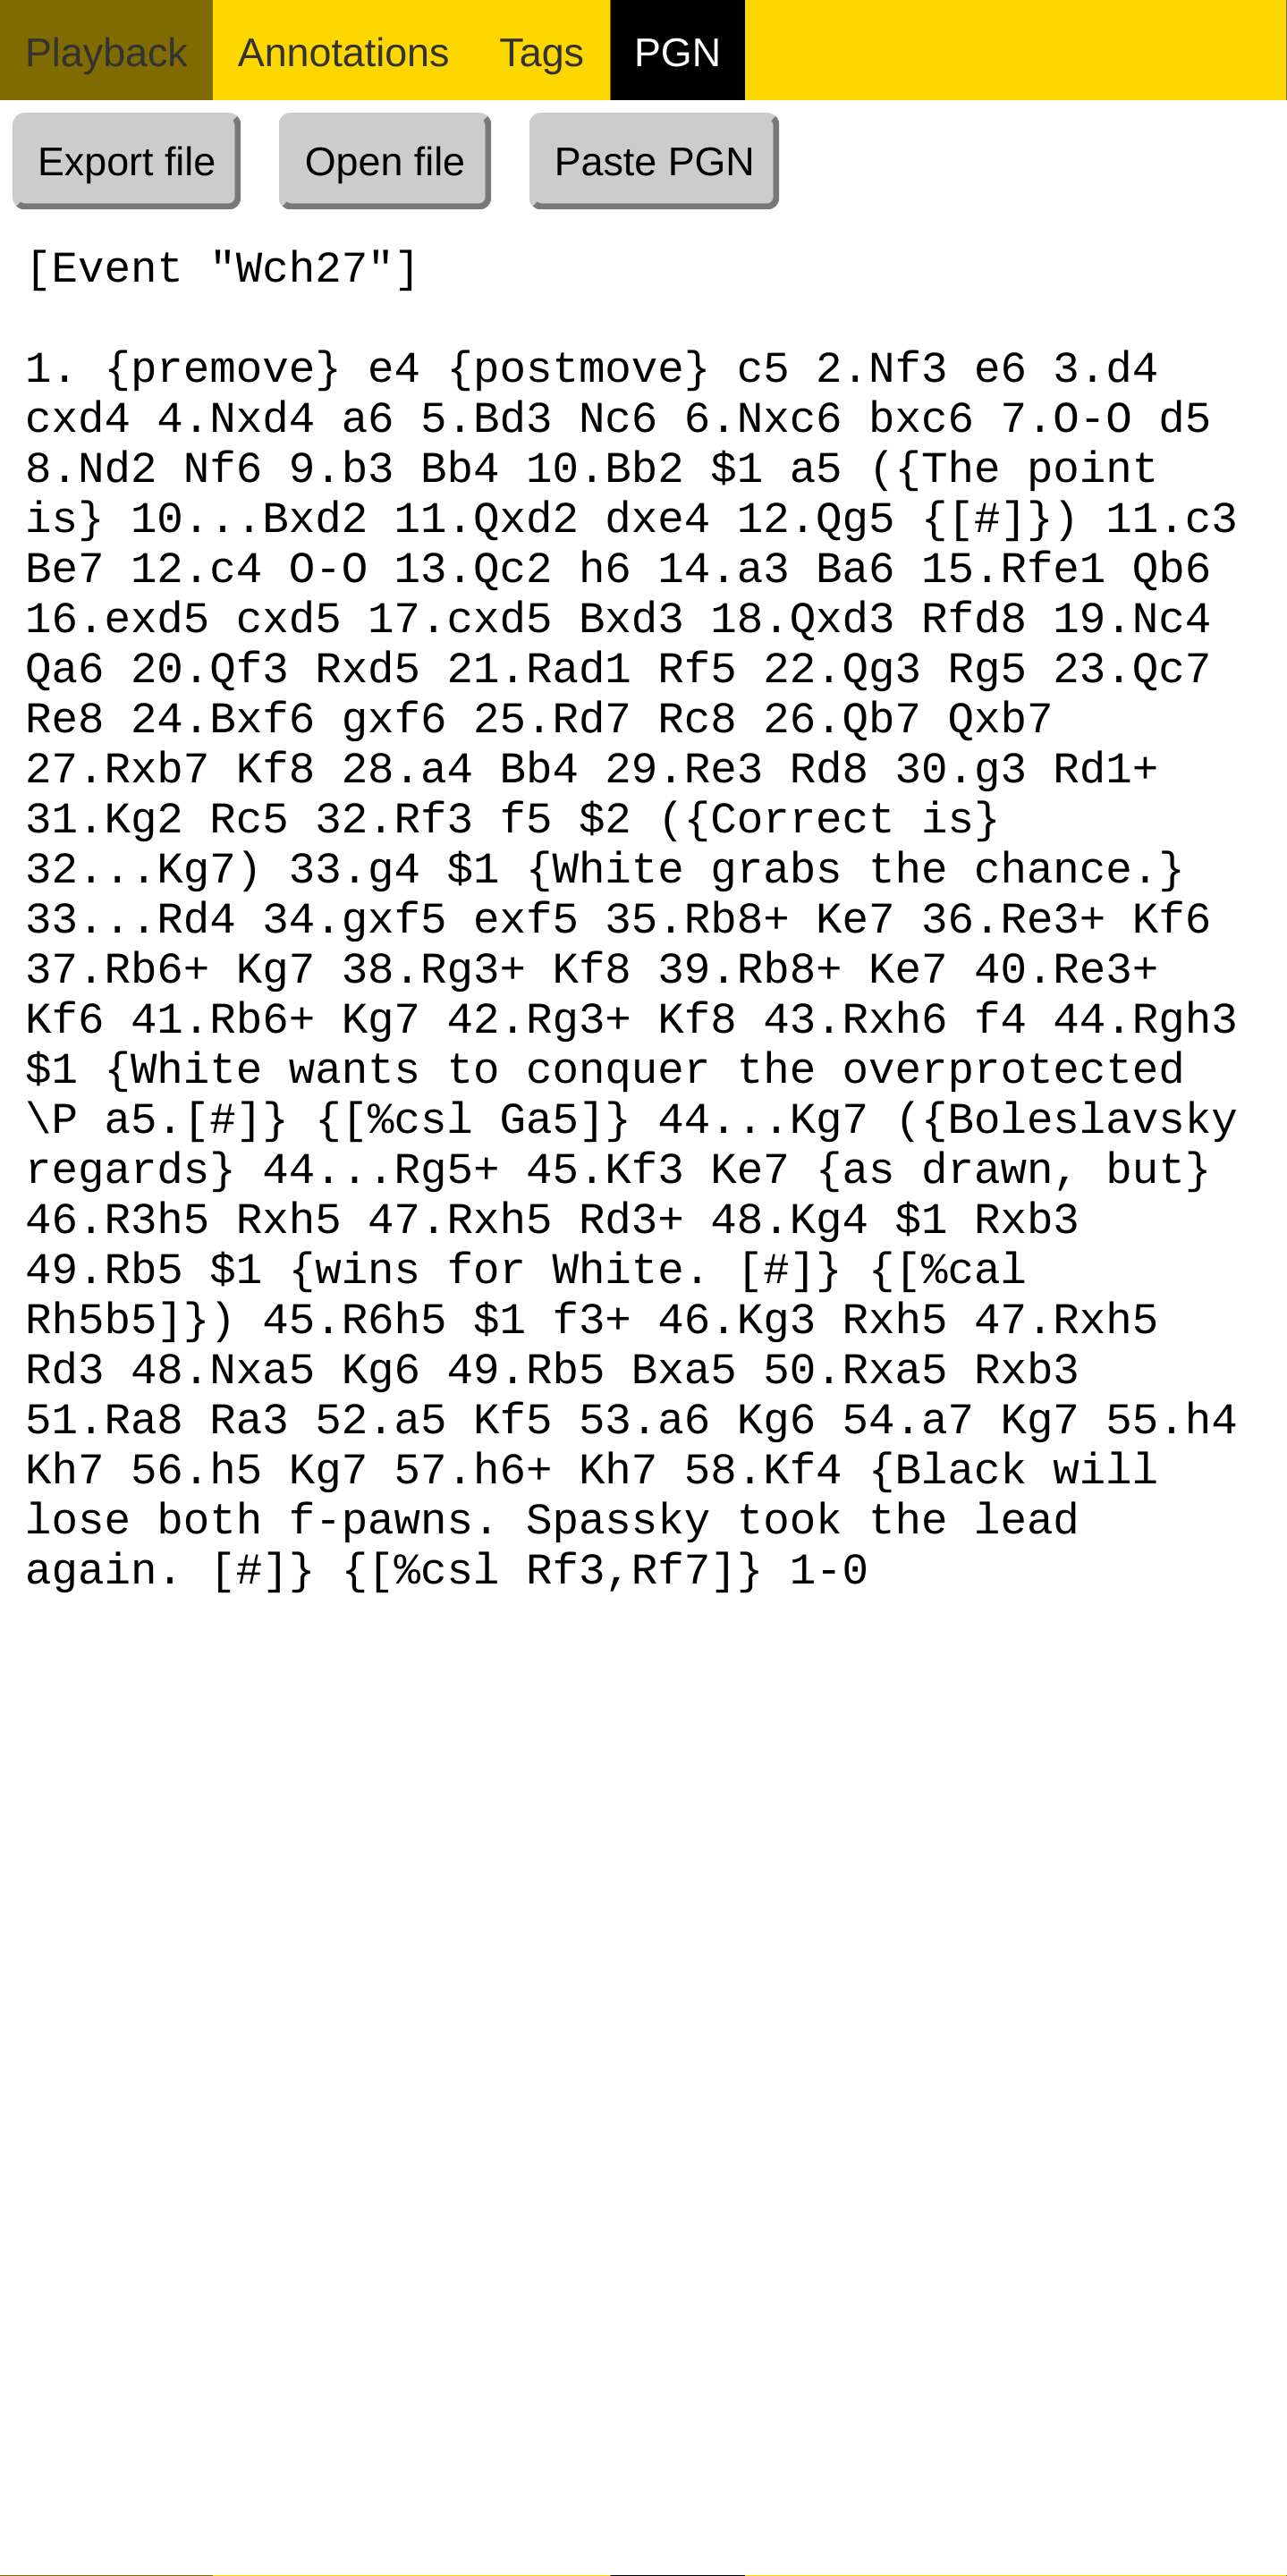 Playback Annotations Tags PGN
Export file Open file Paste PGN
[Event "Wch27"]
1. {premove} e4 {postmove} c5 2.Nf3 e6 3.d4
cxd4 4.Nxd4 a6 5.Bd3 Nc6 6.Nxc6 bxc6 7.O-O d5
8.Nd2 Nf6 9.b3 Bb4 10.Bb2 $1 a5 ({The point
is} 10...Bxd2 11.Qxd2 dxe4 12.Qg5 {[#]}) 11.c3
Be7 12.c4 O-O 13.Qc2 h6 14.a3 Ba6 15.Rfe1 Qb6
16.exd5 cxd5 17.cxd5 Bxd3 18.Qxd3 Rfd8 19.Nc4
Qa6 20.Qf3 Rxd5 21.Rad1 Rf5 22.Qg3 Rg5 23.Qc7
Re8 24.Bxf6 gxf6 25.Rd7 Rc8 26.Qb7 Qxb7
27.Rxb7 Kf8 28.a4 Bb4 29.Re3 Rd8 30.g3 Rd1+
31.Kg2 Rc5 32.Rf3 f5 $2 ({Correct is}
32...Kg7) 33.g4 $1 {White grabs the chance.}
33...Rd4 34.gxf5 exf5 35.Rb8+ Ke7 36.Re3+ Kf6
37.Rb6+ Kg7 38.Rg3+ Kf8 39.Rb8+ Ke7 40.Re3+
Kf6 41.Rb6+ Kg7 42.Rg3+ Kf8 43.Rxh6 f4 44.Rgh3
$1 {White wants to conquer the overprotected
\P a5.[#]} {[%csl Ga5]} 44...Kg7 ({Boleslavsky
regards} 44...Rg5+ 45.Kf3 Ke7 {as drawn, but}
46.R3h5 Rxh5 47.Rxh5 Rd3+ 48.Kg4 $1 Rxb3
49.Rb5 $1 {wins for White. [#]} {[%cal
Rh5b5]}) 45.R6h5 $1 f3+ 46.Kg3 Rxh5 47.Rxh5
Rd3 48.Nxa5 Kg6 49.Rb5 Bxa5 50.Rxa5 Rxb3
51.Ra8 Ra3 52.a5 Kf5 53.a6 Kg6 54.a7 Kg7 55.h4
Kh7 56.h5 Kg7 57.h6+ Kh7 58.Kf4 {Black will
lose both f-pawns. Spassky took the lead
again. [#]} {[%csl Rf3,Rf7]} 1-0